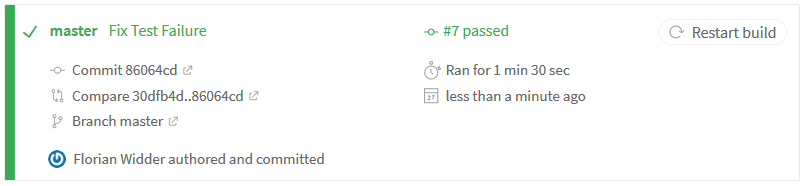 master Fix Test Failure
#7 passed
Restart build
Commit 86064cd
Ran for 1 min 30 sec
Compare 30dfb4d..86064cd
less than a minute ago
Branch master
Florian Widder authored and committed